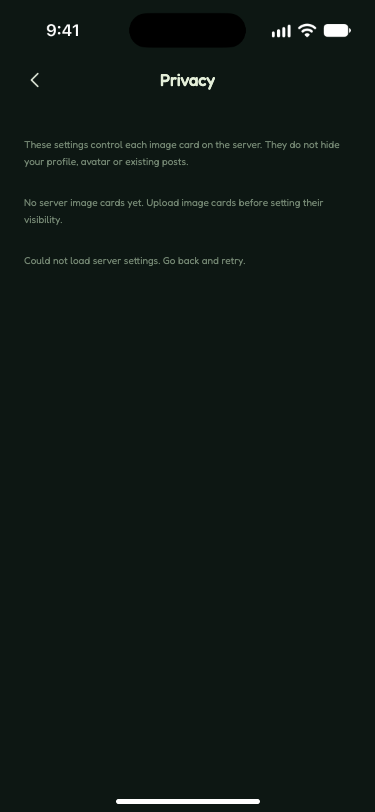 9:41
Privacy
These settings control each image card on the server. They do not hide
your profile, avatar or existing posts.
No server image cards yet. Upload image cards before setting their
visibility.
Could not load server settings. Go back and retry.